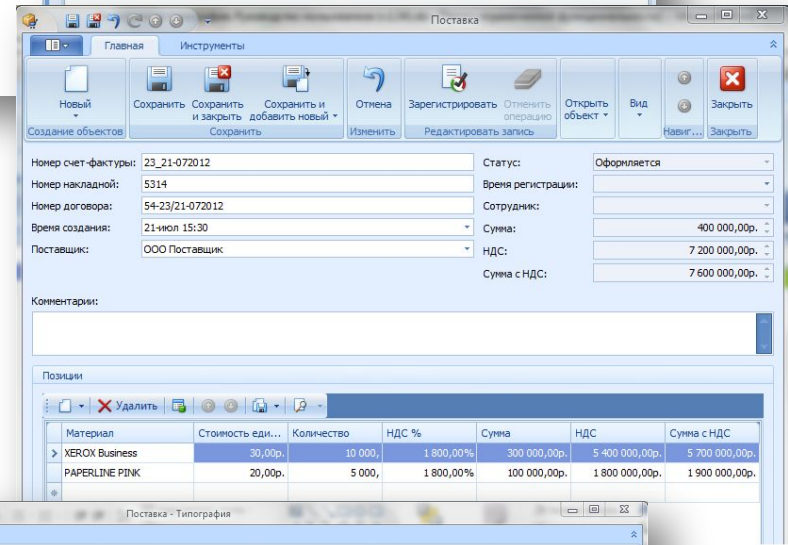 Поставка
Главная Инструменты
Новый Сохранить Сохранить и закрыть Сохранить и добавить новый Отмена Зарегистрировать Отменить операцию Открыть объект Вид Закрыть
Создание объектов Сохранить Изменить Редактировать запись Навиг... Закрыть
Номер счет-фактуры: 23_21-072012 Статус: Оформляется
Номер накладной: 5314 Время регистрации:
Номер договора: 54-23/21-072012 Сотрудник:
Время создания: 21-июл 15:30 Сумма: 400 000,00р.
Поставщик: ООО Поставщик НДС: 7 200 000,00р.
Сумма с НДС: 7 600 000,00р.
Комментарии:
Позиции
Удалить
Материал Стоимость еди... Количество НДС % Сумма НДС Сумма с НДС
XEROX Business 30,00р. 10 000, 1 800,00% 300 000,00р. 5 400 000,00р. 5 700 000,00р.
PAPERLINE PINK 20,00р. 5 000, 1 800,00% 100 000,00р. 1 800 000,00р. 1 900 000,00р.
Поставка - Типография